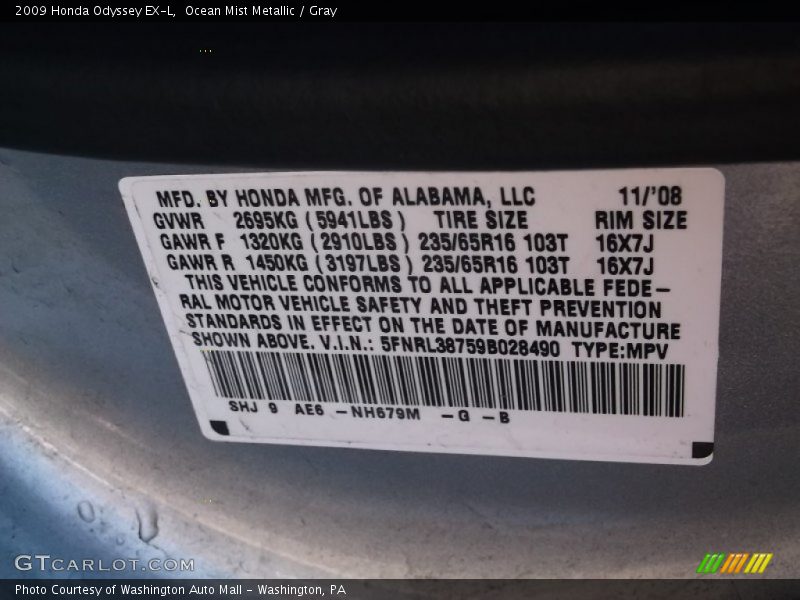 2009 Honda Odyssey EX-L, Ocean Mist Metallic / Gray
MFD. BY HONDA MFG. OF ALABAMA, LLC 11/'08
GVWR 2695KG (5941LBS) TIRE SIZE RIM SIZE
GAWR F 1320KG (2910LBS) 235/65R16 103T 16X7J
GAWR R 1450KG (3197LBS) 235/65R16 103T 16X7J
THIS VEHICLE CONFORMS TO ALL APPLICABLE FEDE-
RAL MOTOR VEHICLE SAFETY AND THEFT PREVENTION
STANDARDS IN EFFECT ON THE DATE OF MANUFACTURE
SHOWN ABOVE. V.I.N.: 5FNRL38759B028490 TYPE:MPV
SHJ 9 AE6 -NH679M -G -B
GTCARLOT.COM
Photo Courtesy of Washington Auto Mall - Washington, PA